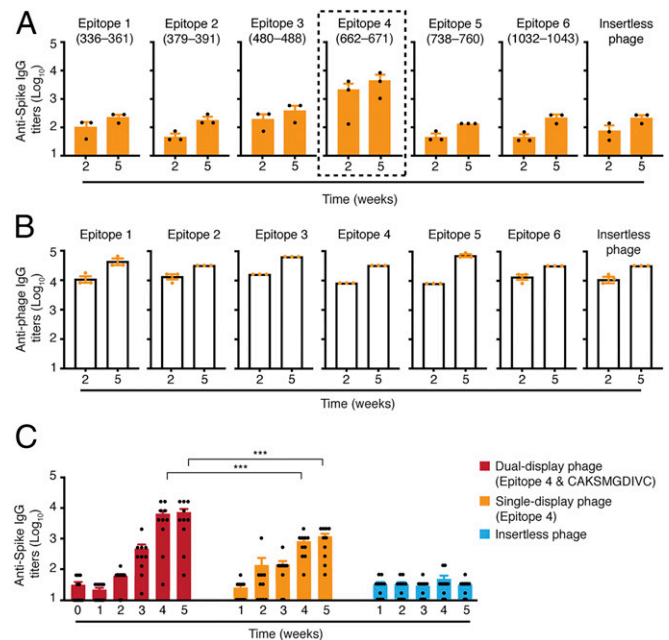 A
Epitope 1 Epitope 2 Epitope 3 Epitope 4 Epitope 5 Epitope 6 Insertless
(336–361) (379–391) (480–488) (662–671) (738–760) (1032–1043) phage
Anti-Spike IgG
titers (Log10)
5
4
3
2
1
2 5 2 5 2 5 2 5 2 5 2 5 2 5
Time (weeks)
B
Epitope 1 Epitope 2 Epitope 3 Epitope 4 Epitope 5 Epitope 6 Insertless
phage
Anti-phage IgG
titers (Log10)
5
4
3
2
1
2 5 2 5 2 5 2 5 2 5 2 5 2 5
Time (weeks)
C
***
***
Anti-Spike IgG
titers (Log10)
5
4
3
2
1
0 1 2 3 4 5 1 2 3 4 5 1 2 3 4 5
Time (weeks)
Dual-display phage
(Epitope 4 & CAKSMGDIVC)
Single-display phage
(Epitope 4)
Insertless phage